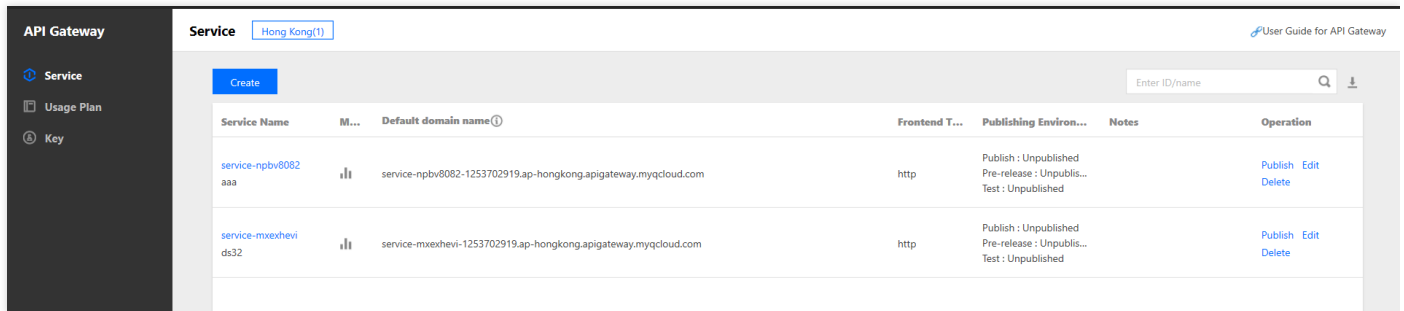 API Gateway
Service
Usage Plan
Key
Service Hong Kong(1) User Guide for API Gateway
Create Enter ID/name
Service Name M... Default domain name Frontend T... Publishing Environ... Notes Operation
service-npbv8082
aaa
service-npbv8082-1253702919.ap-hongkong.apigateway.myqcloud.com
http
Publish : Unpublished
Pre-release : Unpublis...
Test : Unpublished
Publish Edit
Delete
service-mxexhevi
ds32
service-mxexhevi-1253702919.ap-hongkong.apigateway.myqcloud.com
http
Publish : Unpublished
Pre-release : Unpublis...
Test : Unpublished
Publish Edit
Delete